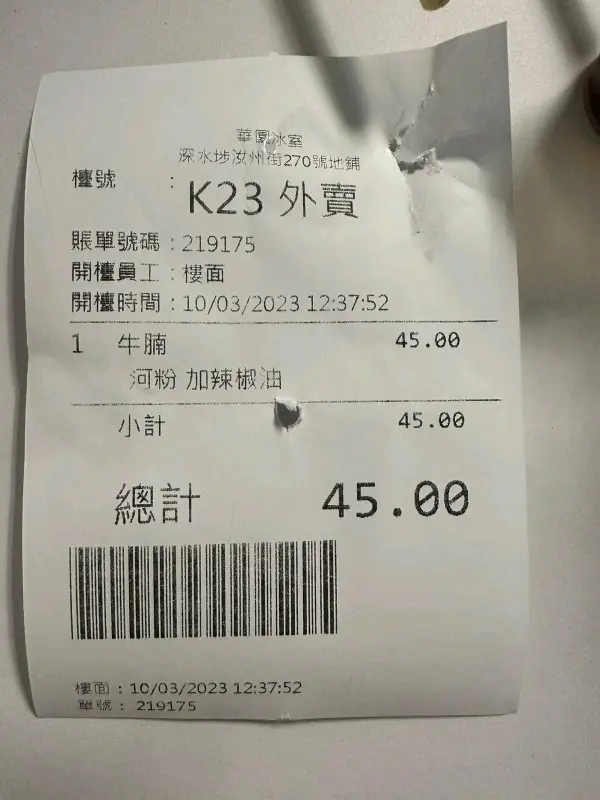 華園冰室
深水埗汝州街270號地鋪
檯號 : K23 外賣
賬單號碼 : 219175
開檯員工 : 樓面
開檯時間 : 10/03/2023 12:37:52
1 牛腩 45.00
河粉 加辣椒油
小計 45.00
總計 45.00
樓面 : 10/03/2023 12:37:52
單號 : 219175